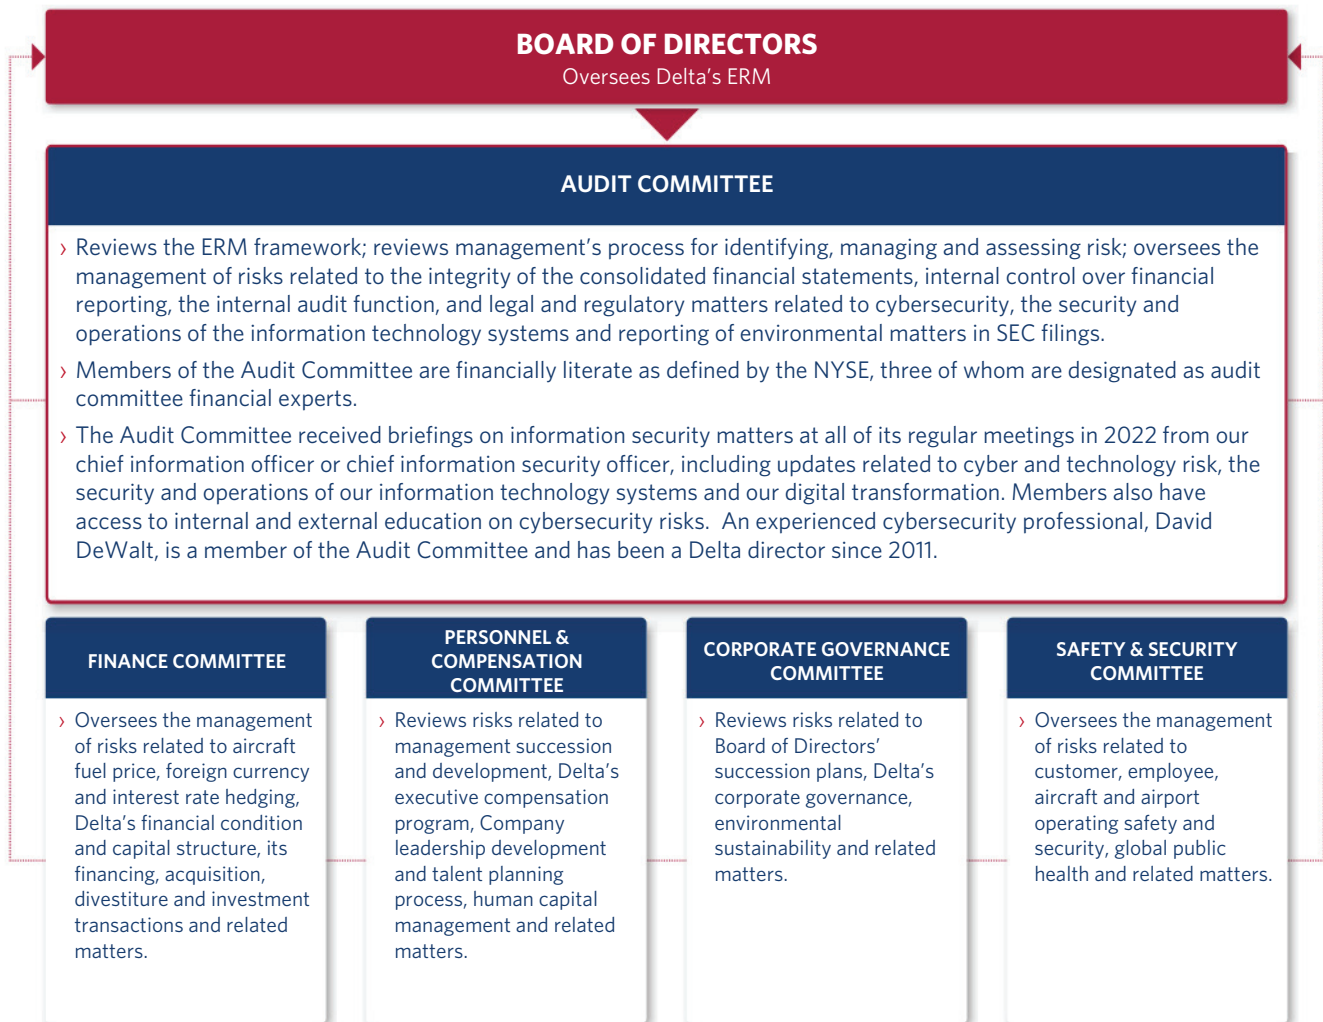 BOARD OF DIRECTORS
Oversees Delta's ERM
AUDIT COMMITTEE
› Reviews the ERM framework; reviews management's process for identifying, managing and assessing risk; oversees the
management of risks related to the integrity of the consolidated financial statements, internal control over financial
reporting, the internal audit function, and legal and regulatory matters related to cybersecurity, the security and
operations of the information technology systems and reporting of environmental matters in SEC filings.
› Members of the Audit Committee are financially literate as defined by the NYSE, three of whom are designated as audit
committee financial experts.
› The Audit Committee received briefings on information security matters at all of its regular meetings in 2022 from our
chief information officer or chief information security officer, including updates related to cyber and technology risk, the
security and operations of our information technology systems and our digital transformation. Members also have
access to internal and external education on cybersecurity risks. An experienced cybersecurity professional, David
DeWalt, is a member of the Audit Committee and has been a Delta director since 2011.
FINANCE COMMITTEE
› Oversees the management
of risks related to aircraft
fuel price, foreign currency
and interest rate hedging,
Delta's financial condition
and capital structure, its
financing, acquisition,
divestiture and investment
transactions and related
matters.
PERSONNEL &
COMPENSATION
COMMITTEE
› Reviews risks related to
management succession
and development, Delta's
executive compensation
program, Company
leadership development
and talent planning
process, human capital
management and related
matters.
CORPORATE GOVERNANCE
COMMITTEE
› Reviews risks related to
Board of Directors'
succession plans, Delta's
corporate governance,
environmental
sustainability and related
matters.
SAFETY & SECURITY
COMMITTEE
› Oversees the management
of risks related to
customer, employee,
aircraft and airport
operating safety and
security, global public
health and related matters.